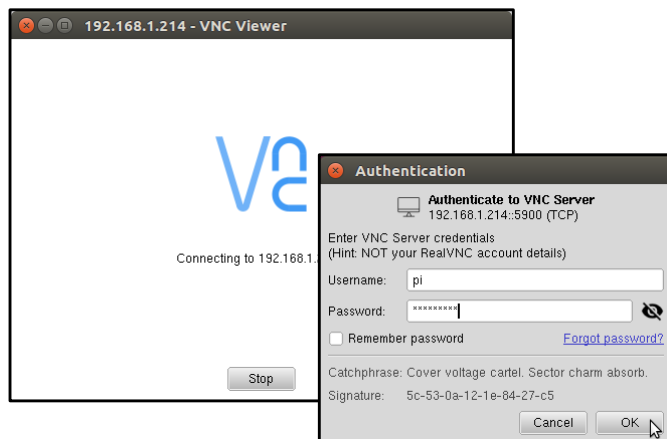 192.168.1.214 - VNC Viewer
VNC
Connecting to 192.168.1.
Stop
Authentication
Authenticate to VNC Server
192.168.1.214::5900 (TCP)
Enter VNC Server credentials
(Hint: NOT your RealVNC account details)
Username: pi
Password: *********
Remember password Forgot password?
Catchphrase: Cover voltage cartel. Sector charm absorb.
Signature: 5c-53-0a-12-1e-84-27-c5
Cancel OK